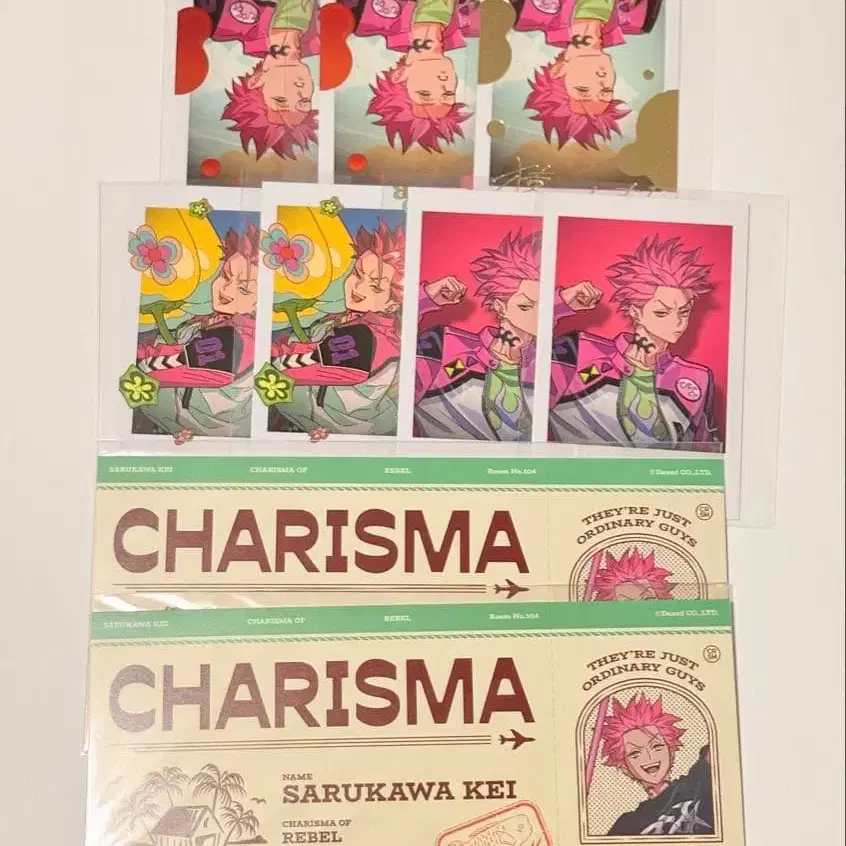 SARUKAWA KEI CHARISMA OF REBEL Room No.104 ©Dazed CO.,LTD.
CHARISMA
THEY'RE JUST
ORDINARY GUYS
SARUKAWA KEI CHARISMA OF REBEL Room No.104 ©Dazed CO.,LTD.
CHARISMA
THEY'RE JUST
ORDINARY GUYS
NAME
SARUKAWA KEI
CHARISMA OF
REBEL